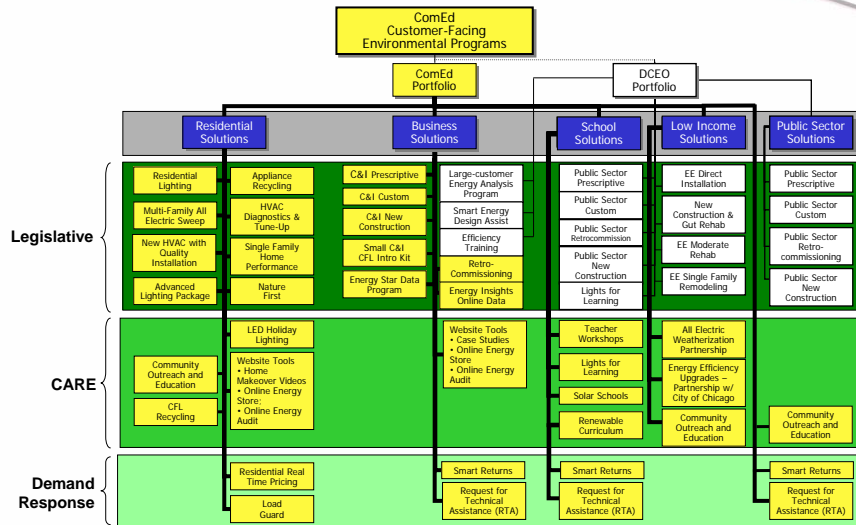 ComEd
Customer-Facing
Environmental Programs
ComEd
Portfolio
DCEO
Portfolio
Residential
Solutions
Business
Solutions
School
Solutions
Low Income
Solutions
Public Sector
Solutions
Legislative
Residential
Lighting
Multi-Family All
Electric Sweep
New HVAC with
Quality
Installation
Advanced
Lighting Package
Appliance
Recycling
HVAC
Diagnostics &
Tune-Up
Single Family
Home
Performance
Nature
First
C&I Prescriptive
C&I Custom
C&I New
Construction
Small C&I
CFL Intro Kit
Energy Star Data
Program
Large-customer
Energy Analysis
Program
Smart Energy
Design Assist
Efficiency
Training
Retro-
Commissioning
Energy Insights
Online Data
Public Sector
Prescriptive
Public Sector
Custom
Public Sector
Retrocommission
Public Sector
New
Construction
Lights for
Learning
EE Direct
Installation
New
Construction &
Gut Rehab
EE Moderate
Rehab
EE Single Family
Remodeling
Public Sector
Prescriptive
Public Sector
Custom
Public Sector
Retro-
commissioning
Public Sector
New
Construction
CARE
Community
Outreach and
Education
CFL
Recycling
LED Holiday
Lighting
Website Tools
• Home
Makeover Videos
• Online Energy
Store;
• Online Energy
Audit
Website Tools
• Case Studies
• Online Energy
Store
• Online Energy
Audit
Teacher
Workshops
Lights for
Learning
Solar Schools
Renewable
Curriculum
All Electric
Weatherization
Partnership
Energy Efficiency
Upgrades –
Partnership w/
City of Chicago
Community
Outreach and
Education
Community
Outreach and
Education
Demand
Response
Residential Real
Time Pricing
Load
Guard
Smart Returns
Request for
Technical
Assistance (RTA)
Smart Returns
Request for
Technical
Assistance (RTA)
Smart Returns
Request for
Technical
Assistance (RTA)